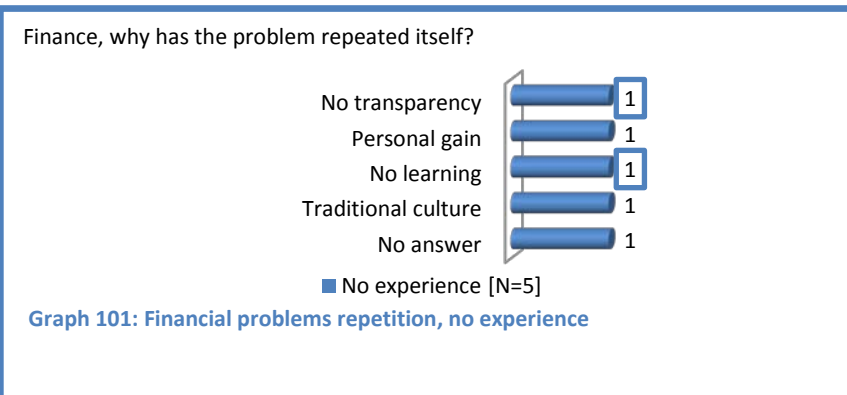 Finance, why has the problem repeated itself?
No transparency 1
Personal gain 1
No learning 1
Traditional culture 1
No answer 1
No experience [N=5]
Graph 101: Financial problems repetition, no experience